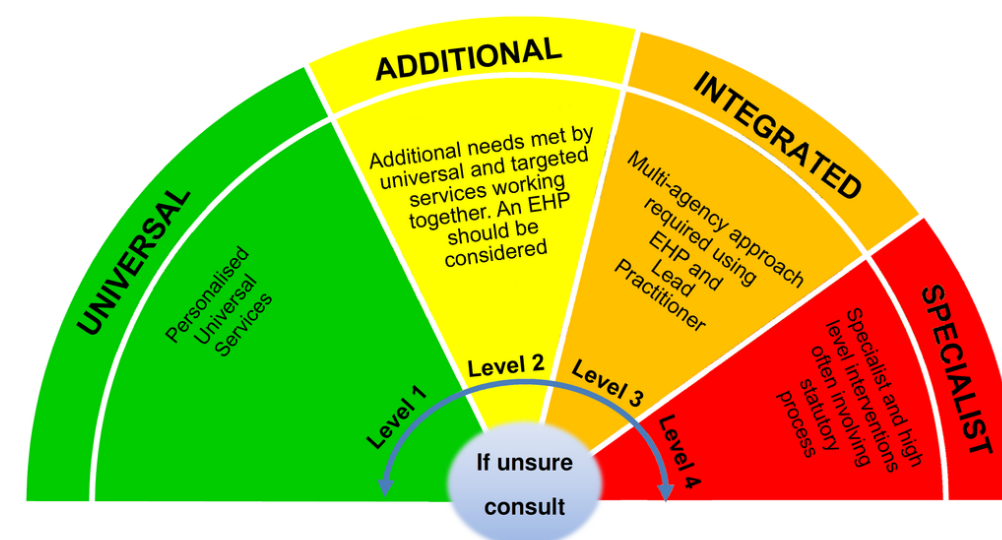 UNIVERSAL
Personalised
Universal
Services
Level 1
ADDITIONAL
Additional needs met by
universal and targeted
services working
together. An EHP
should be
considered
Level 2
INTEGRATED
Multi-agency approach
required using
EHP and
Lead
Practitioner
Level 3
SPECIALIST
Specialist and high
level interventions
often involving
statutory
process
Level 4
If unsure
consult